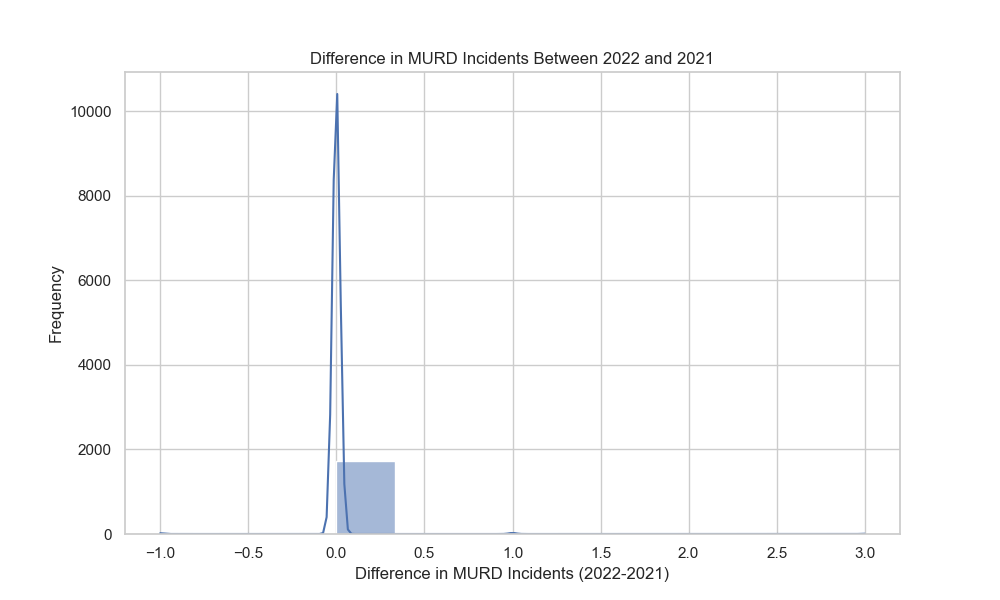 Difference in MURD Incidents Between 2022 and 2021
10000
8000
6000
4000
2000
0
Frequency
−1.0 −0.5 0.0 0.5 1.0 1.5 2.0 2.5 3.0
Difference in MURD Incidents (2022-2021)